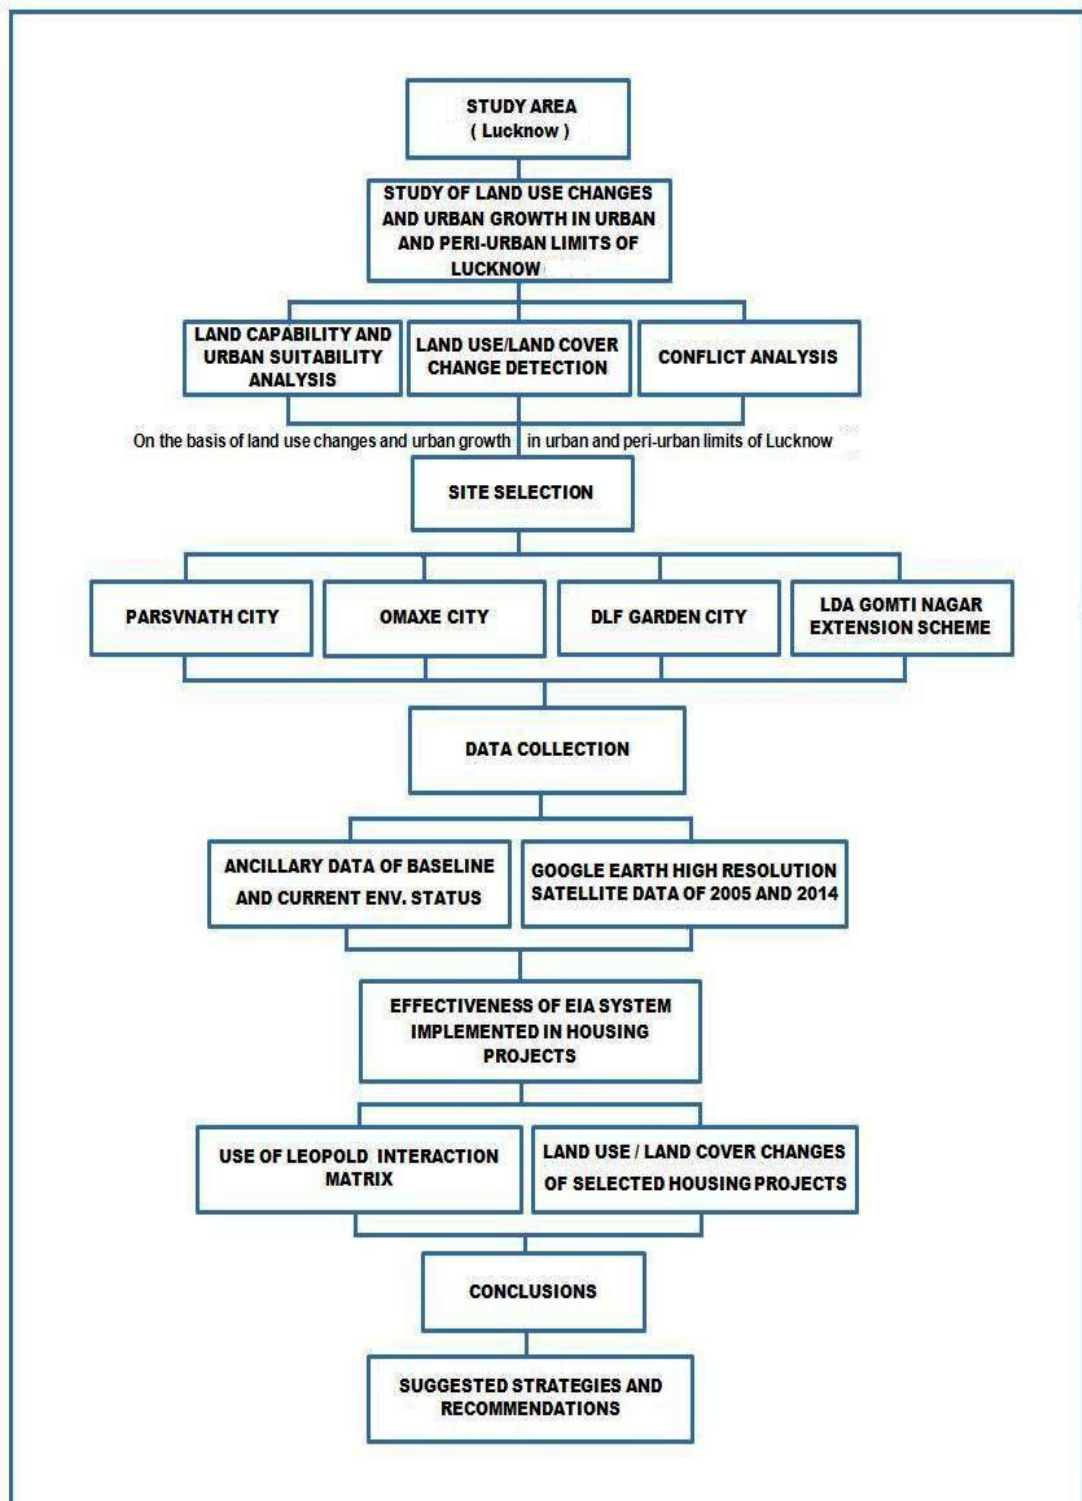 STUDY AREA
( Lucknow )
STUDY OF LAND USE CHANGES
AND URBAN GROWTH IN URBAN
AND PERI-URBAN LIMITS OF
LUCKNOW
LAND CAPABILITY AND
URBAN SUITABILITY
ANALYSIS
LAND USE/LAND COVER
CHANGE DETECTION
CONFLICT ANALYSIS
On the basis of land use changes and urban growth in urban and peri-urban limits of Lucknow
SITE SELECTION
PARSVNATH CITY
OMAXE CITY
DLF GARDEN CITY
LDA GOMTI NAGAR
EXTENSION SCHEME
DATA COLLECTION
ANCILLARY DATA OF BASELINE
AND CURRENT ENV. STATUS
GOOGLE EARTH HIGH RESOLUTION
SATELLITE DATA OF 2005 AND 2014
EFFECTIVENESS OF EIA SYSTEM
IMPLEMENTED IN HOUSING
PROJECTS
USE OF LEOPOLD INTERACTION
MATRIX
LAND USE / LAND COVER CHANGES
OF SELECTED HOUSING PROJECTS
CONCLUSIONS
SUGGESTED STRATEGIES AND
RECOMMENDATIONS